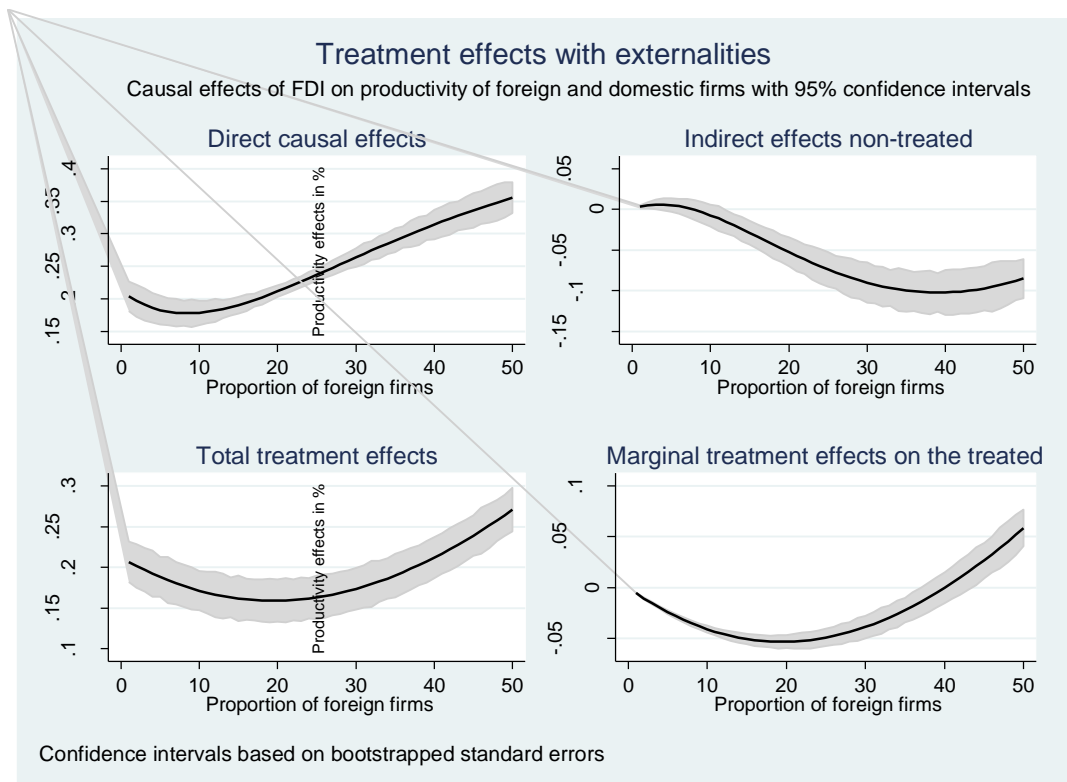 Treatment effects with externalities
Causal effects of FDI on productivity of foreign and domestic firms with 95% confidence intervals
Direct causal effects
.4
.35
.3
.25
.2
.15
Productivity effects in %
0 10 20 30 40 50
Proportion of foreign firms
Indirect effects non-treated
.05
0
-.05
-.1
-.15
0 10 20 30 40 50
Proportion of foreign firms
Total treatment effects
.3
.25
.2
.15
.1
Productivity effects in %
0 10 20 30 40 50
Proportion of foreign firms
Marginal treatment effects on the treated
.1
.05
0
-.05
0 10 20 30 40 50
Proportion of foreign firms
Confidence intervals based on bootstrapped standard errors